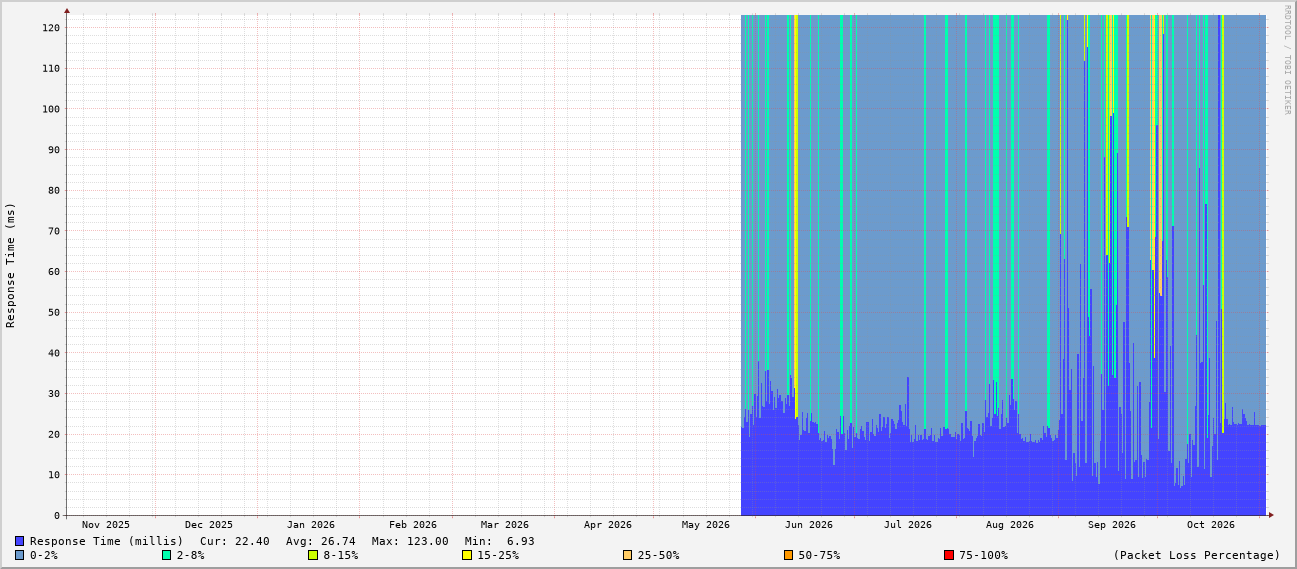 RRDTOOL / TOBI OETIKER
Response Time (ms)
120
110
100
90
80
70
60
50
40
30
20
10
0
Nov 2025 Dec 2025 Jan 2026 Feb 2026 Mar 2026 Apr 2026 May 2026 Jun 2026 Jul 2026 Aug 2026 Sep 2026 Oct 2026
Response Time (millis) Cur: 22.40 Avg: 26.74 Max: 123.00 Min: 6.93
0-2% 2-8% 8-15% 15-25% 25-50% 50-75% 75-100% (Packet Loss Percentage)